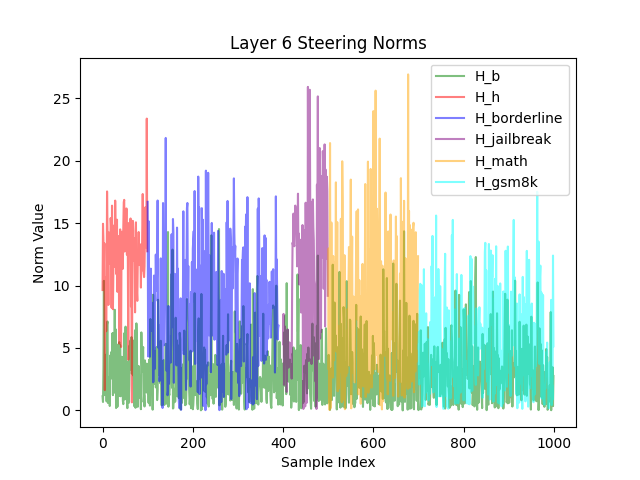 Layer 6 Steering Norms
Norm Value
25
20
15
10
5
0
H_b
H_h
H_borderline
H_jailbreak
H_math
H_gsm8k
0
200
400
600
800
1000
Sample Index